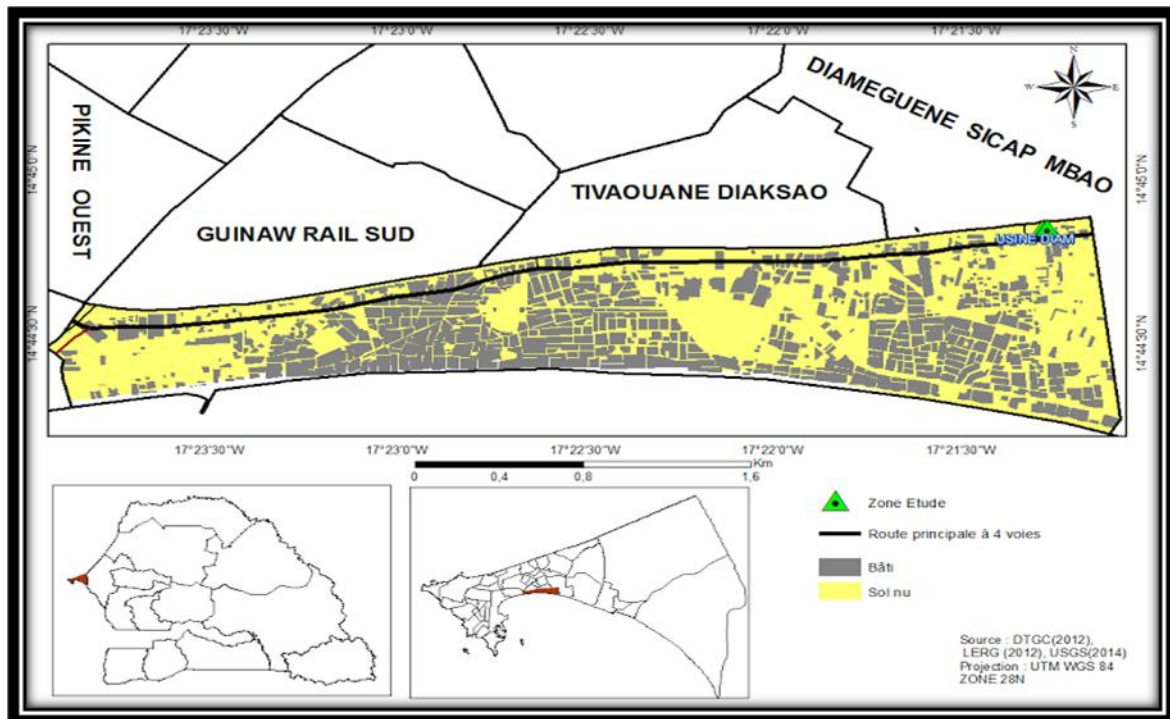 17°23'30"W 17°23'0"W 17°22'30"W 17°22'0"W 17°21'30"W
N
W E
S
DIAMEGUENE SICAP MBAO
PIKINE OUEST
14°45'0"N
14°45'0"N
TIVAOUANE DIAKSAO
GUINAW RAIL SUD
USINE DIAM
14°44'30"N
14°44'30"N
17°23'30"W 17°23'0"W 17°22'30"W 17°22'0"W 17°21'30"W
Km
0 0,4 0,8 1,6
Zone Etude
Route principale à 4 voies
Bâti
Sol nu
Source : DTGC(2012),
LERG (2012), USGS(2014)
Projection : UTM WGS 84
ZONE 28N